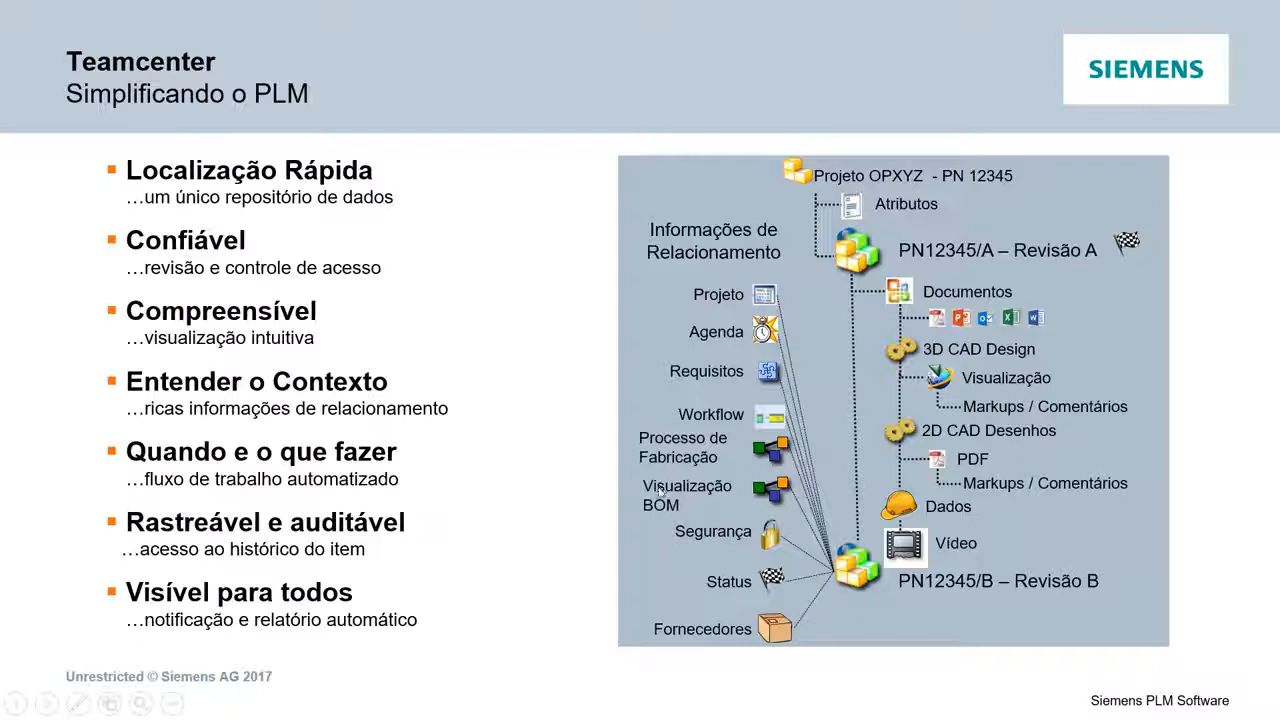 Teamcenter
Simplificando o PLM
SIEMENS
Localização Rápida
…um único repositório de dados
Confiável
…revisão e controle de acesso
Compreensível
…visualização intuitiva
Entender o Contexto
…ricas informações de relacionamento
Quando e o que fazer
…fluxo de trabalho automatizado
Rastreável e auditável
…acesso ao histórico do item
Visível para todos
…notificação e relatório automático
Projeto OPXYZ - PN 12345
Atributos
Informações de
Relacionamento
PN12345/A – Revisão A
Projeto
Agenda
Requisitos
Workflow
Processo de
Fabricação
Visualização
BOM
Segurança
Status
Fornecedores
Documentos
3D CAD Design
Visualização
Markups / Comentários
2D CAD Desenhos
PDF
Markups / Comentários
Dados
Vídeo
PN12345/B – Revisão B
Unrestricted © Siemens AG 2017
Siemens PLM Software